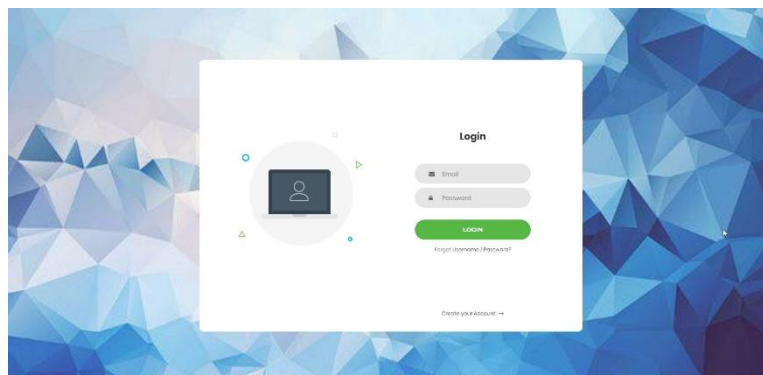 Login
Email
Password
LOGIN
Forgot Username / Password?
Create your Account →